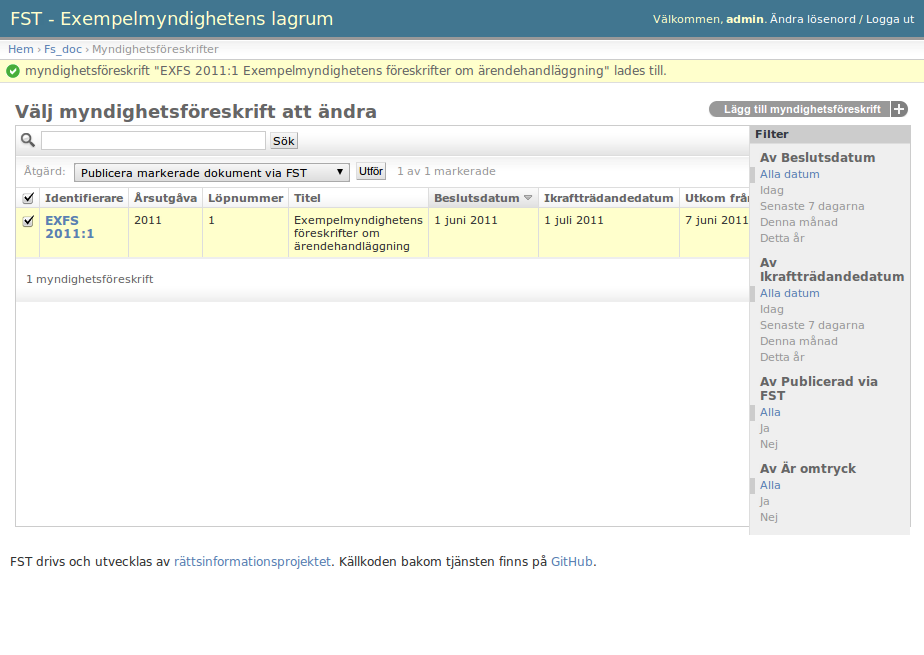 FST - Exempelmyndighetens lagrum
Välkommen, admin. Ändra lösenord / Logga ut
Hem › Fs_doc › Myndighetsföreskrifter
myndighetsföreskrift "EXFS 2011:1 Exempelmyndighetens föreskrifter om ärendehandläggning" lades till.
Välj myndighetsföreskrift att ändra
Lägg till myndighetsföreskrift
Sök
Åtgärd: Publicera markerade dokument via FST Utför 1 av 1 markerade
Identifierare Årsutgåva Löpnummer Titel Beslutsdatum Ikraftträdandedatum Utkom från
EXFS 2011 1 Exempelmyndighetens 1 juni 2011 1 juli 2011 7 juni 2011
2011:1 föreskrifter om
ärendehandläggning
1 myndighetsföreskrift
Filter
Av Beslutsdatum
Alla datum
Idag
Senaste 7 dagarna
Denna månad
Detta år
Av
Ikraftträdandedatum
Alla datum
Idag
Senaste 7 dagarna
Denna månad
Detta år
Av Publicerad via
FST
Alla
Ja
Nej
Av Är omtryck
Alla
Ja
Nej
FST drivs och utvecklas av rättsinformationsprojektet. Källkoden bakom tjänsten finns på GitHub.